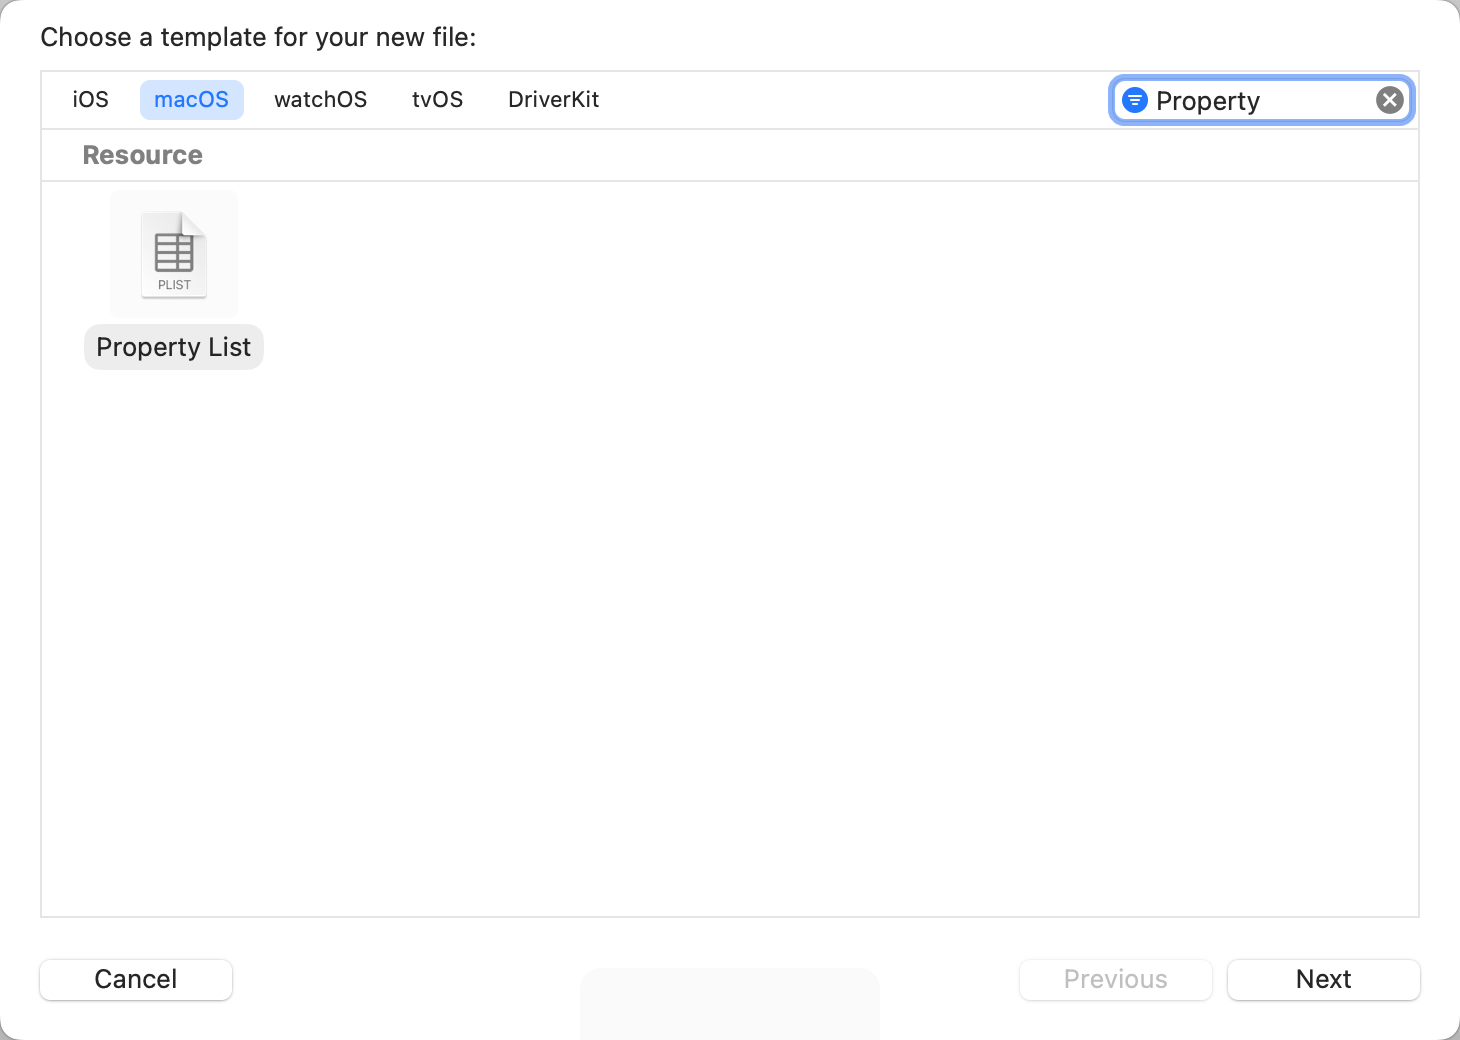 Choose a template for your new file:
iOS macOS watchOS tvOS DriverKit Property
Resource
PLIST
Property List
Cancel Previous Next